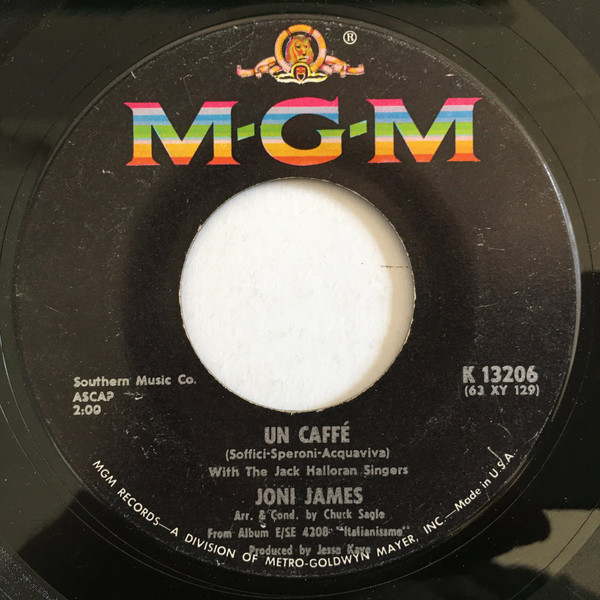 ®
M-G-M
Southern Music Co.
ASCAP
2:00
K 13206
(63 XY 129)
UN CAFFÉ
(Soffici-Speroni-Acquaviva)
With The Jack Halloran Singers
JONI JAMES
Arr. & Cond. by Chuck Sagle
From Album E/SE 4208 "Italianissme"
Produced by Jessa Kaye
MGM RECORDS—A DIVISION OF METRO-GOLDWYN MAYER, INC.—Made in U.S.A.